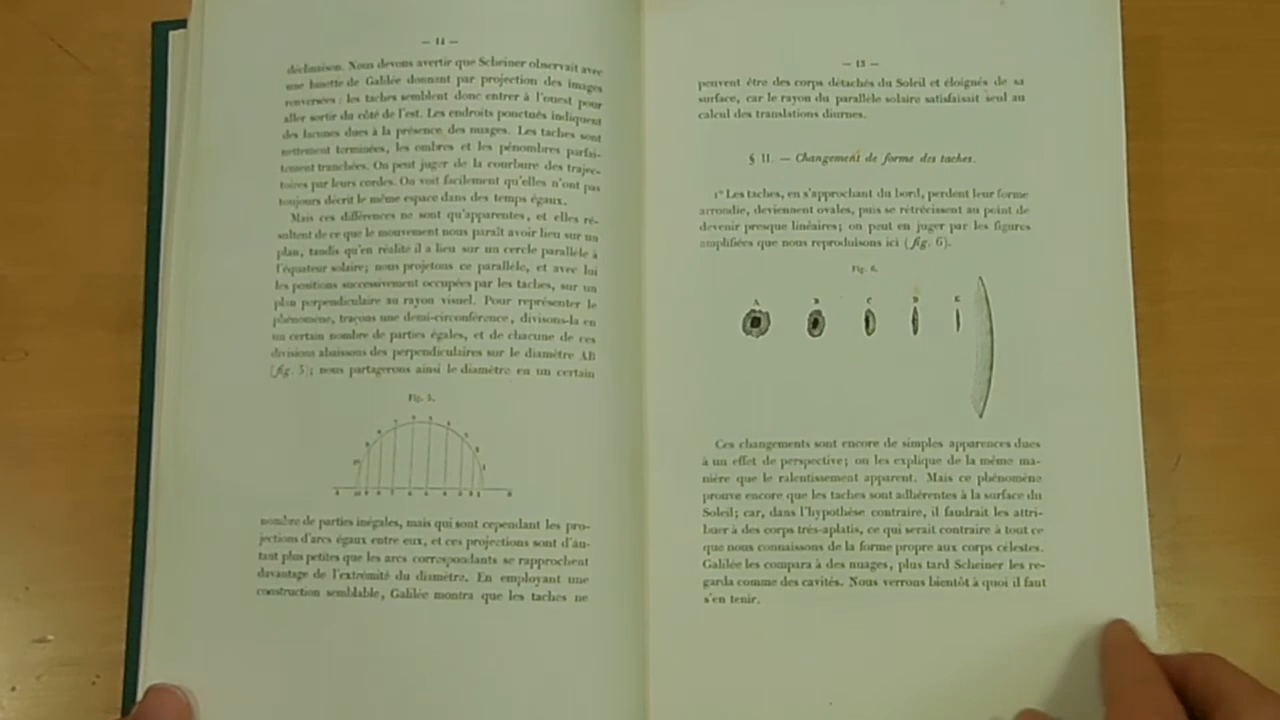 — 14 —
déclinaison. Nous devons avertir que Scheiner observait avec
une lunette de Galilée donnant par projection des images
renversées : les taches semblent donc entrer à l'ouest pour
aller sortir du côté de l'est. Les endroits ponctués indiquent
des lacunes dues à la présence des nuages. Les taches sont
nettement terminées, les ombres et les pénombres parfai-
tement tranchées. On peut juger de la courbure des trajec-
toires par leurs cordes. On voit facilement qu'elles n'ont pas
toujours décrit le même espace dans des temps égaux.
Mais ces différences ne sont qu'apparentes, et elles ré-
sultent de ce que le mouvement nous paraît avoir lieu sur un
plan, tandis qu'en réalité il a lieu sur un cercle parallèle à
l'équateur solaire; nous projetons ce parallèle, et avec lui
les positions successivement occupées par les taches, sur un
plan perpendiculaire au rayon visuel. Pour représenter le
phénomène, traçons une demi-circonférence, divisons-la en
un certain nombre de parties égales, et de chacune de ces
divisions abaissons des perpendiculaires sur le diamètre AB
(fig. 5); nous partagerons ainsi le diamètre en un certain
Fig. 5.
nombre de parties inégales, mais qui sont cependant les pro-
jections d'arcs égaux entre eux, et ces projections sont d'au-
tant plus petites que les arcs correspondants se rapprochent
davantage de l'extrémité du diamètre. En employant une
construction semblable, Galilée montra que les taches ne
— 15 —
peuvent être des corps détachés du Soleil et éloignés de sa
surface, car le rayon du parallèle solaire satisfaisait seul au
calcul des translations diurnes.
§ II. — Changement de forme des taches.
1° Les taches, en s'approchant du bord, perdent leur forme
arrondie, deviennent ovales, puis se rétrécissent au point de
devenir presque linéaires; on peut en juger par les figures
amplifiées que nous reproduisons ici (fig. 6).
Fig. 6.
A B C D E
Ces changements sont encore de simples apparences dues
à un effet de perspective; on les explique de la même ma-
nière que le ralentissement apparent. Mais ce phénomène
prouve encore que les taches sont adhérentes à la surface du
Soleil; car, dans l'hypothèse contraire, il faudrait les attri-
buer à des corps très-aplatis, ce qui serait contraire à tout ce
que nous connaissons de la forme propre aux corps célestes.
Galilée les compara à des nuages, plus tard Scheiner les re-
garda comme des cavités. Nous verrons bientôt à quoi il faut
s'en tenir.